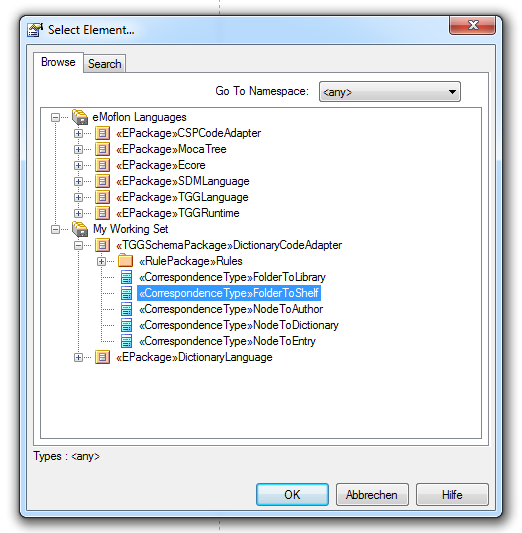 Select Element...
Browse
Search
Go To Namespace:
<any>
eMoflon Languages
«EPackage»CSPCodeAdapter
«EPackage»MocaTree
«EPackage»Ecore
«EPackage»SDMLanguage
«EPackage»TGGLanguage
«EPackage»TGGRuntime
My Working Set
«TGGSchemaPackage»DictionaryCodeAdapter
«RulePackage»Rules
«CorrespondenceType»FolderToLibrary
«CorrespondenceType»FolderToShelf
«CorrespondenceType»NodeToAuthor
«CorrespondenceType»NodeToDictionary
«CorrespondenceType»NodeToEntry
«EPackage»DictionaryLanguage
Types : <any>
OK
Abbrechen
Hilfe